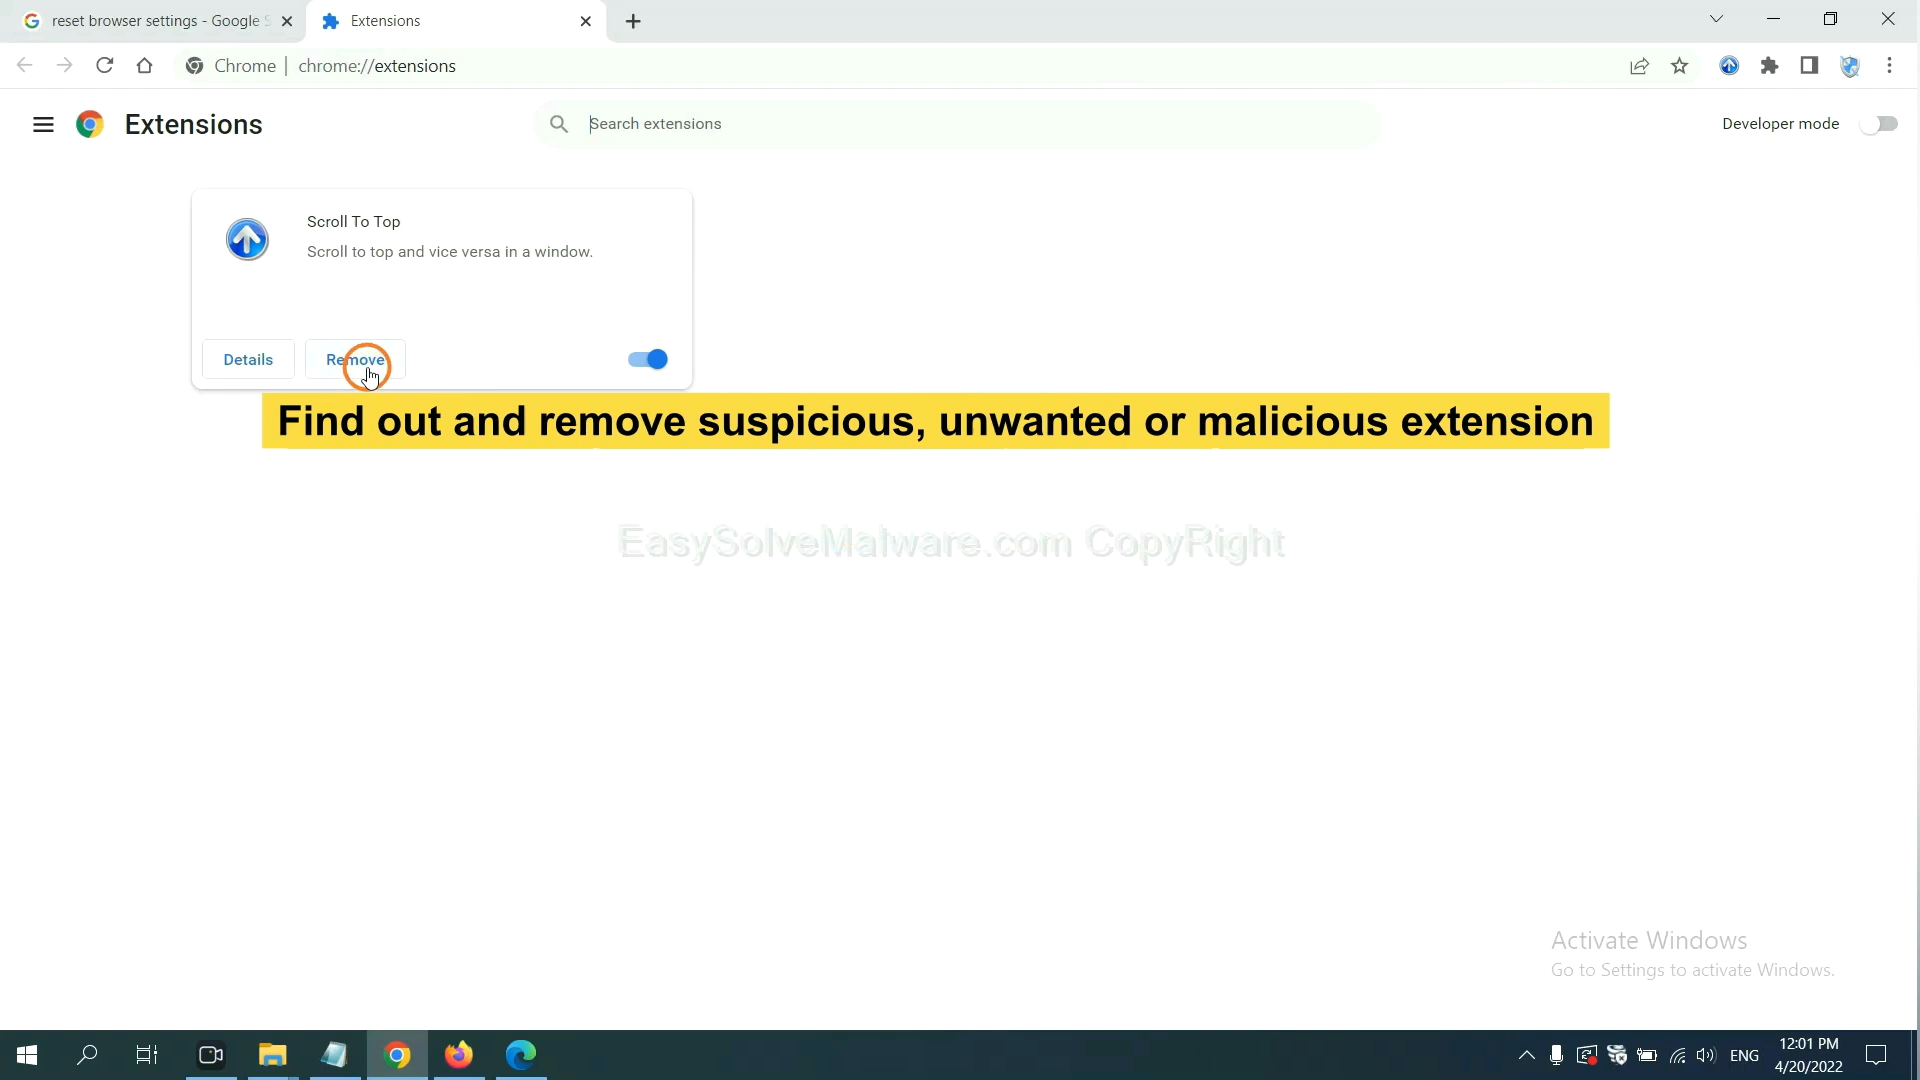 reset browser settings - Google S
Extensions
Chrome
chrome://extensions
Extensions
Search extensions
Developer mode
Scroll To Top
Scroll to top and vice versa in a window.
Details
Remove
Find out and remove suspicious, unwanted or malicious extension
EasySolveMalware.com CopyRight
Activate Windows
Go to Settings to activate Windows.
ENG
12:01 PM
4/20/2022